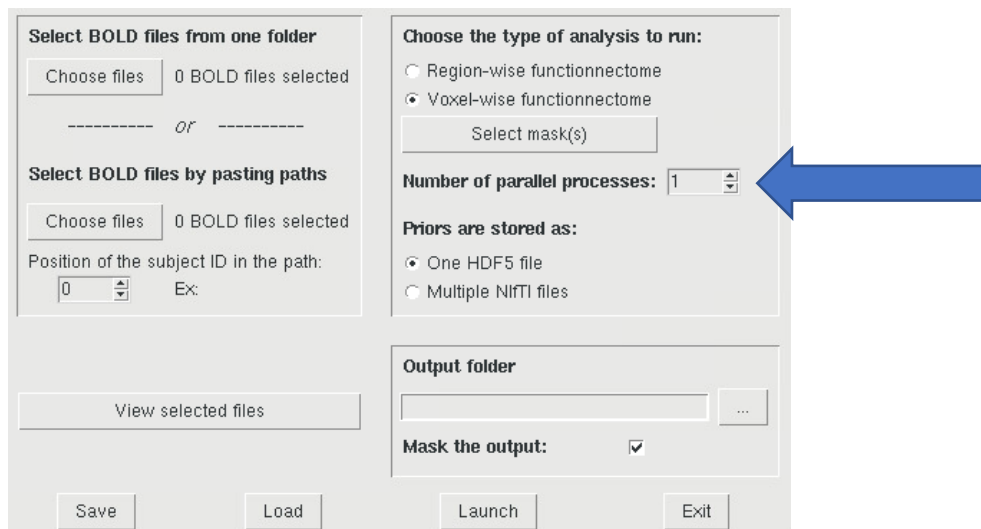 Select BOLD files from one folder
Choose files 0 BOLD files selected
---------- or ----------
Select BOLD files by pasting paths
Choose files 0 BOLD files selected
Position of the subject ID in the path:
0 Ex:
View selected files
Choose the type of analysis to run:
Region-wise functionnectome
Voxel-wise functionnectome
Select mask(s)
Number of parallel processes: 1
Priors are stored as:
One HDF5 file
Multiple NIfTI files
Output folder
...
Mask the output:
Save Load Launch Exit